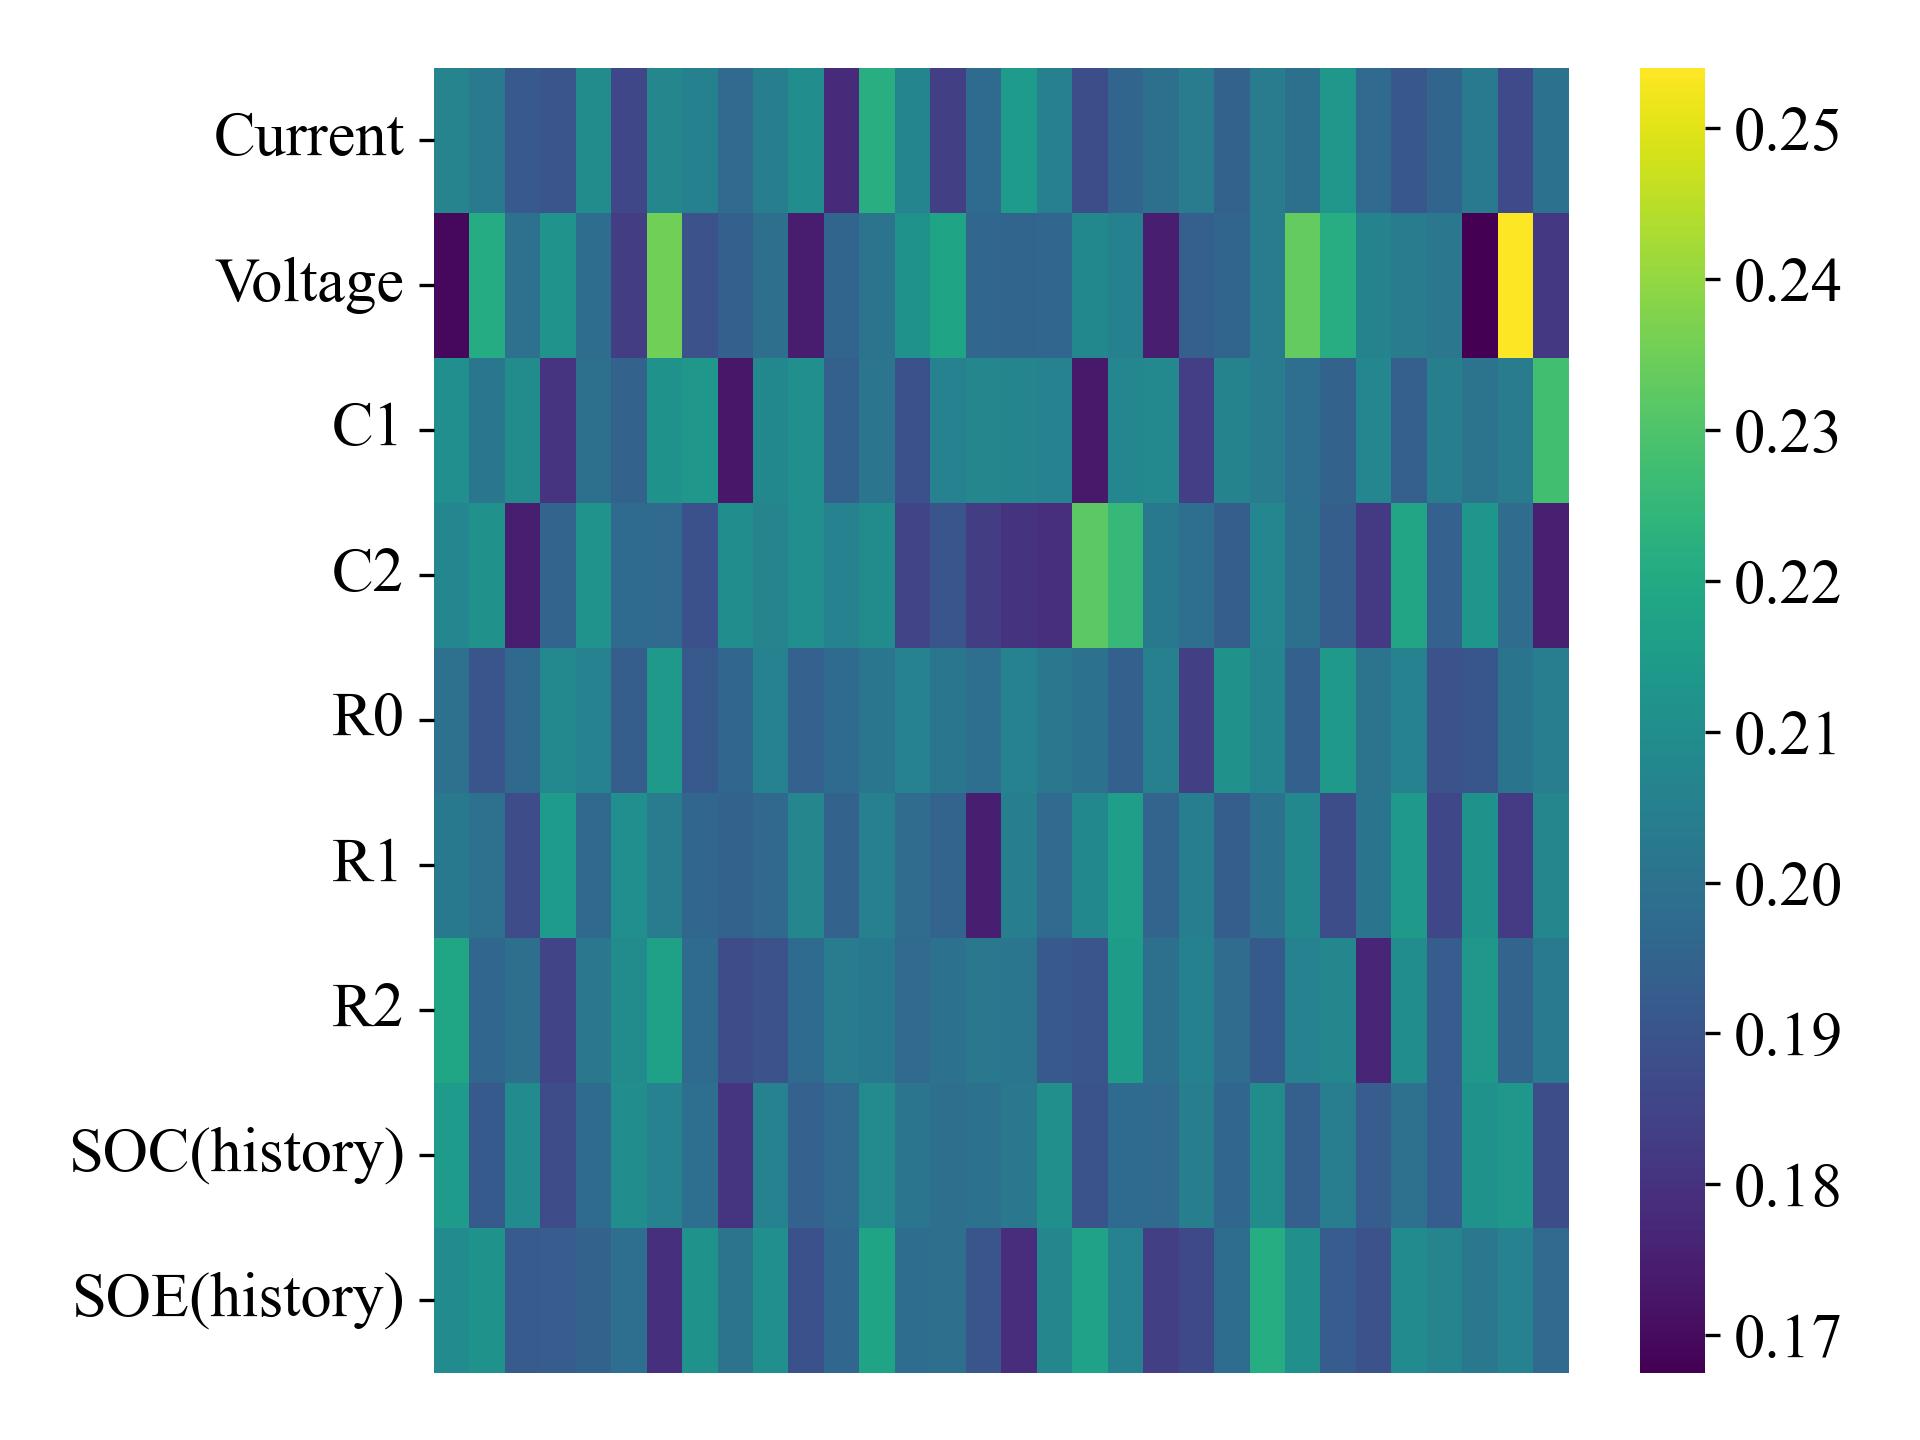 Current
Voltage
C1
C2
R0
R1
R2
SOC(history)
SOE(history)
0.25
0.24
0.23
0.22
0.21
0.20
0.19
0.18
0.17